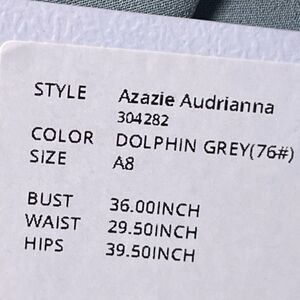 STYLE Azazie Audrianna
304282
COLOR DOLPHIN GREY(76#)
SIZE A8
BUST 36.00INCH
WAIST 29.50INCH
HIPS 39.50INCH